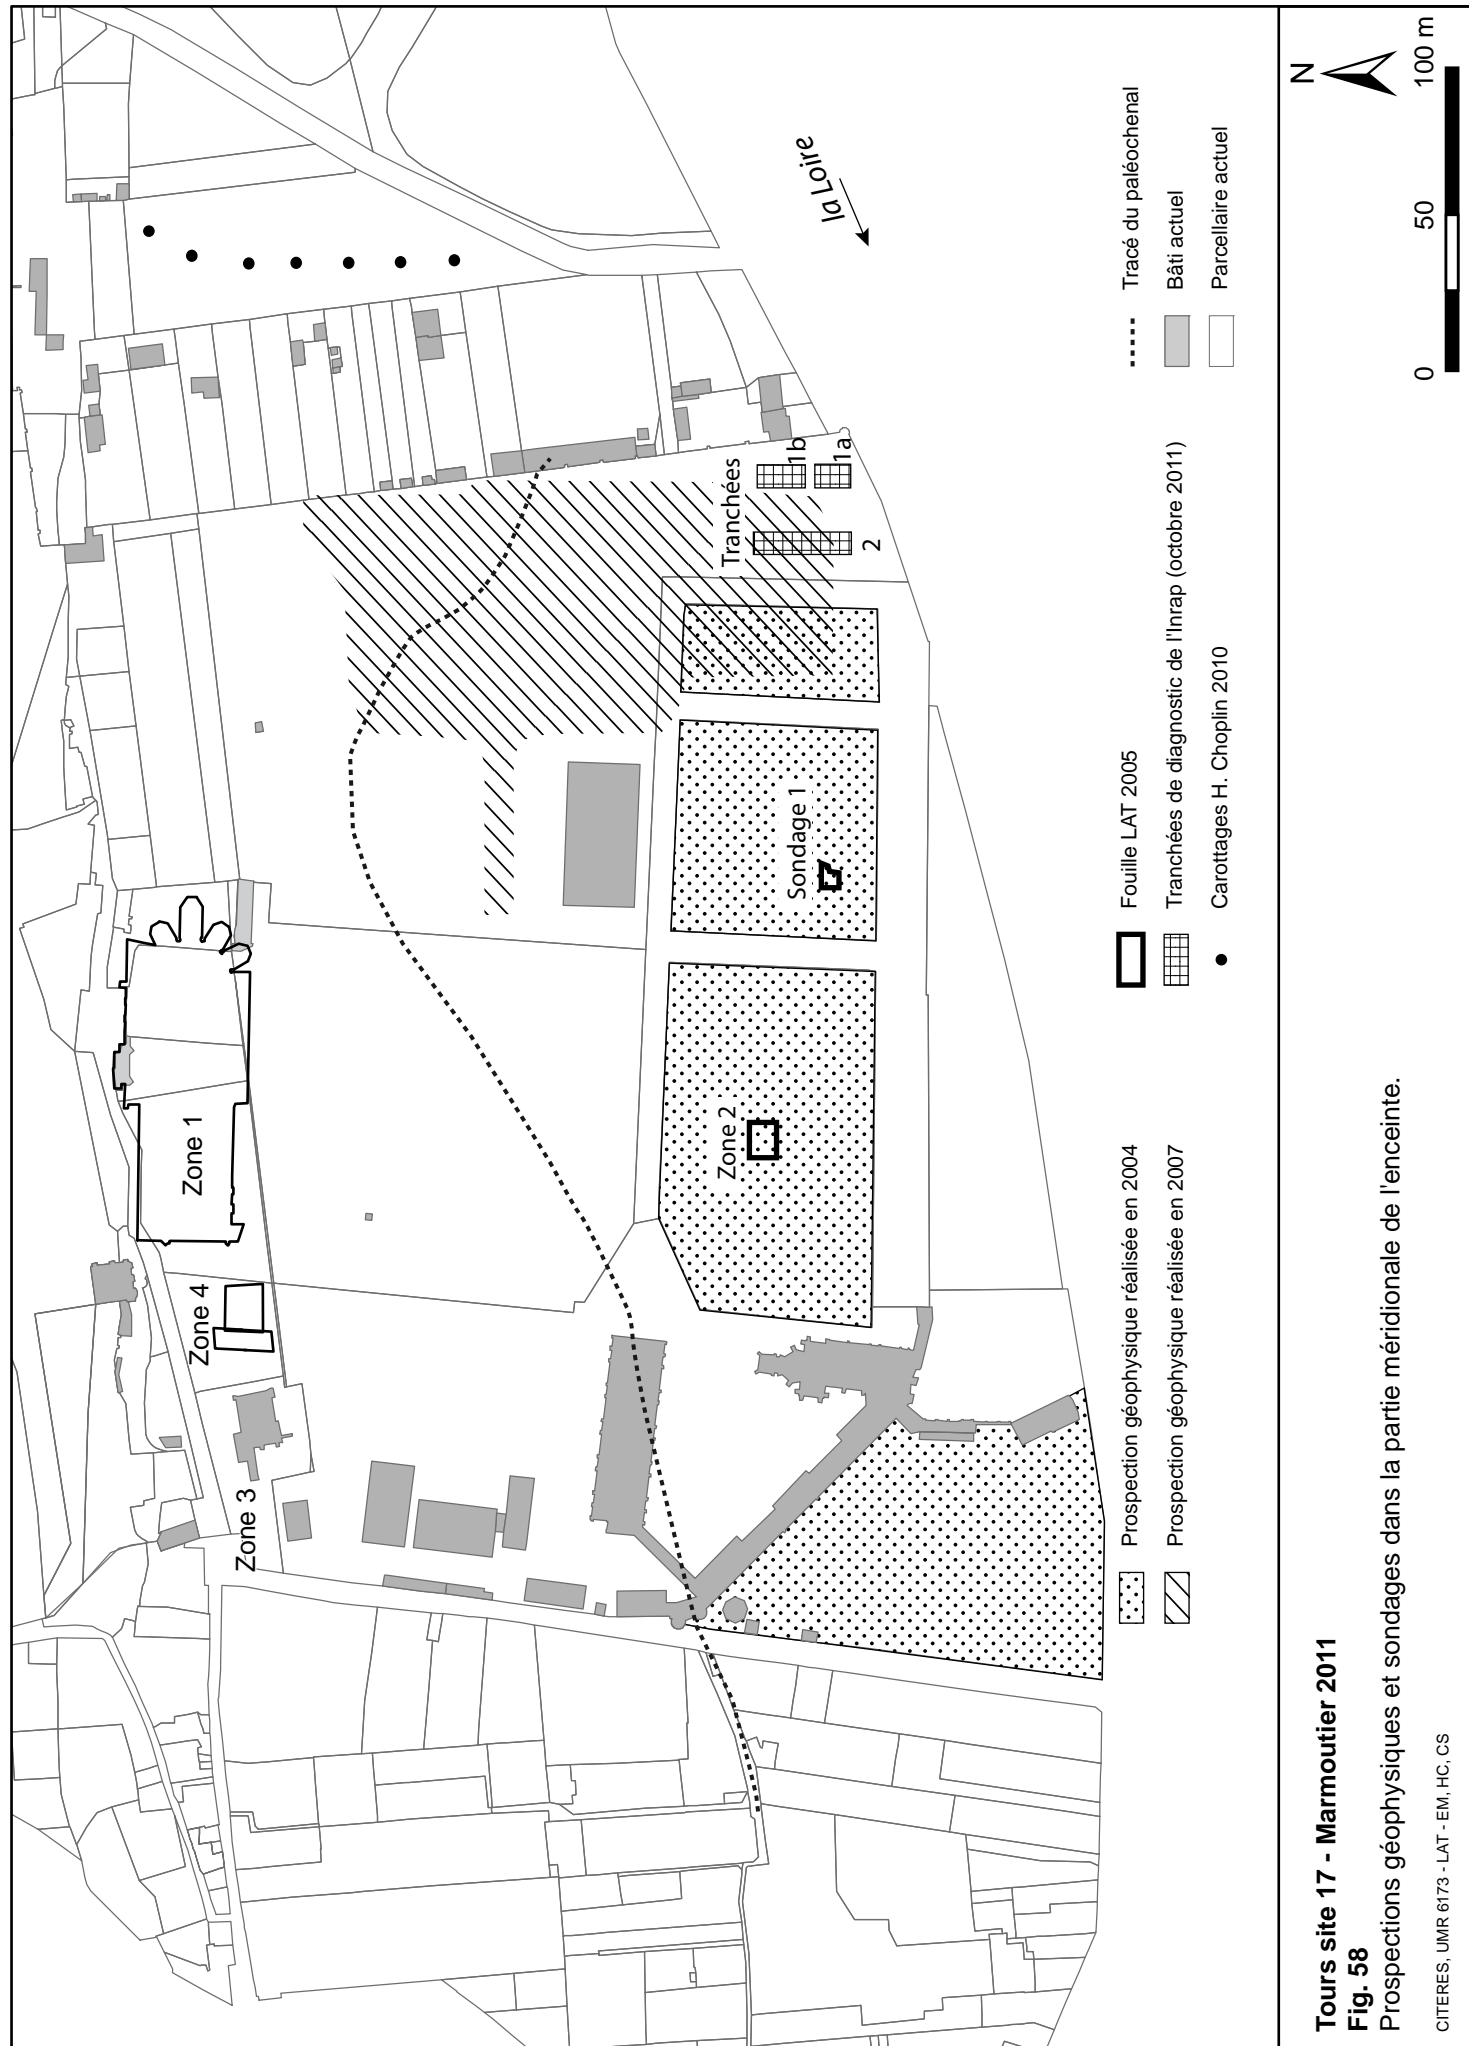 Zone 1
Zone 4
Zone 3
Zone 2
Sondage 1
Tranchées
1b
1a
2
la Loire
Prospection géophysique réalisée en 2004
Prospection géophysique réalisée en 2007
Fouille LAT 2005
Tranchées de diagnostic de l'Inrap (octobre 2011)
Carottages H. Choplin 2010
Tracé du paléochenal
Bâti actuel
Parcellaire actuel
Tours site 17 - Marmoutier 2011
Fig. 58
Prospections géophysiques et sondages dans la partie méridionale de l'enceinte.
CITERES, UMR 6173 - LAT - EM, HC, CS
N
0 50 100 m